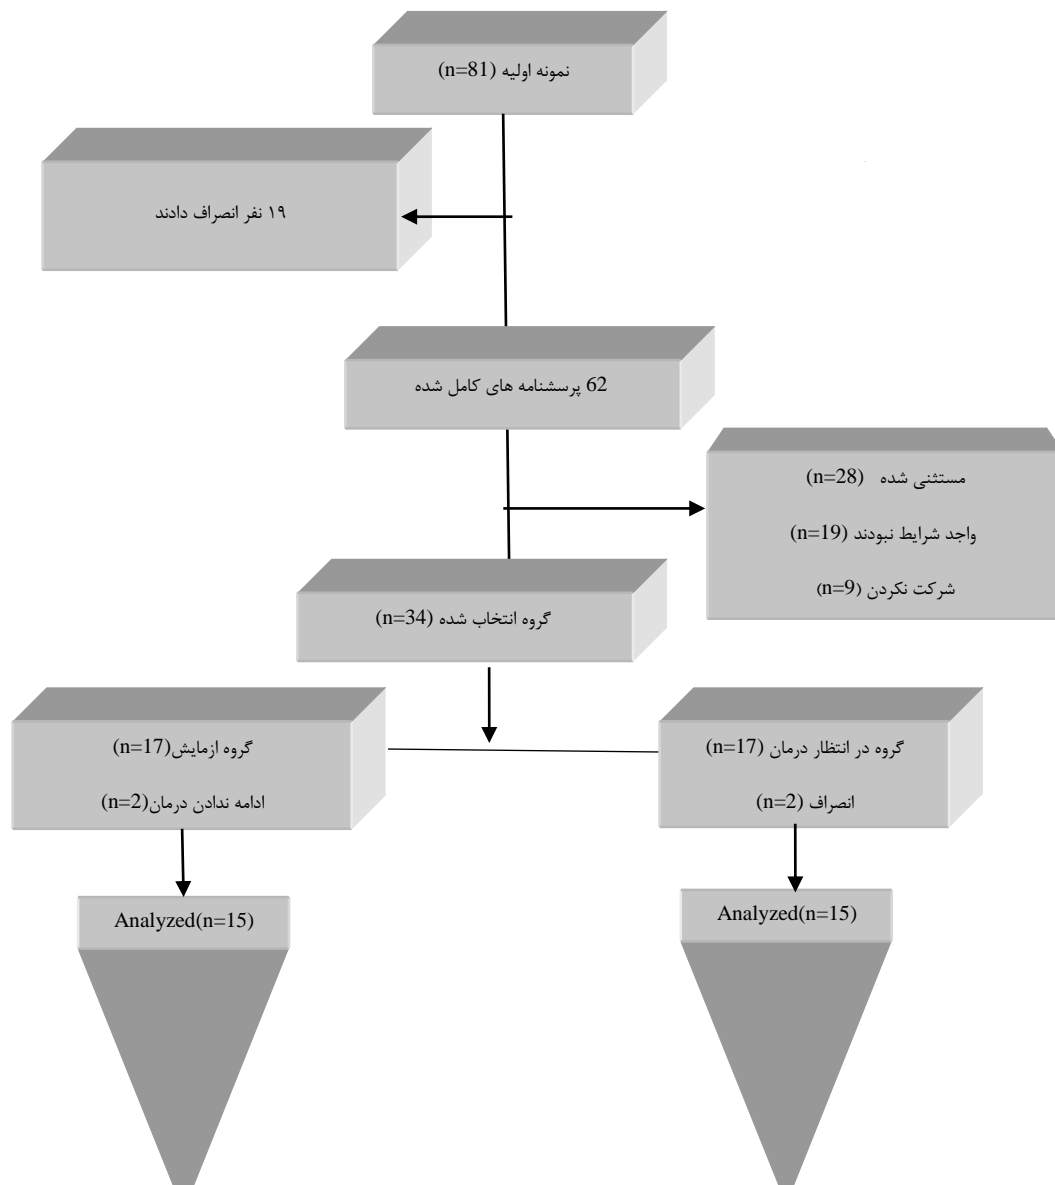 نمونه اولیه (n=81)
۱۹ نفر انصراف دادند
62 پرسشنامه های کامل شده
مستثنی شده (n=28)
واجد شرایط نبودند (n=19)
شرکت نکردن (n=9)
گروه انتخاب شده (n=34)
گروه در انتظار درمان (n=17)
انصراف (n=2)
گروه ازمایش(n=17)
ادامه ندادن درمان(n=2)
Analyzed(n=15)
Analyzed(n=15)